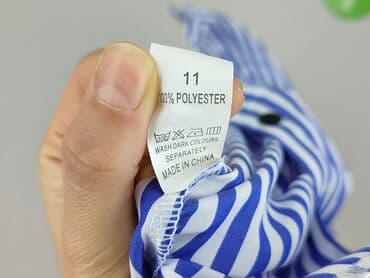 11
100% POLYESTER
WASH DARK COLOURS
SEPARATELY
MADE IN CHINA